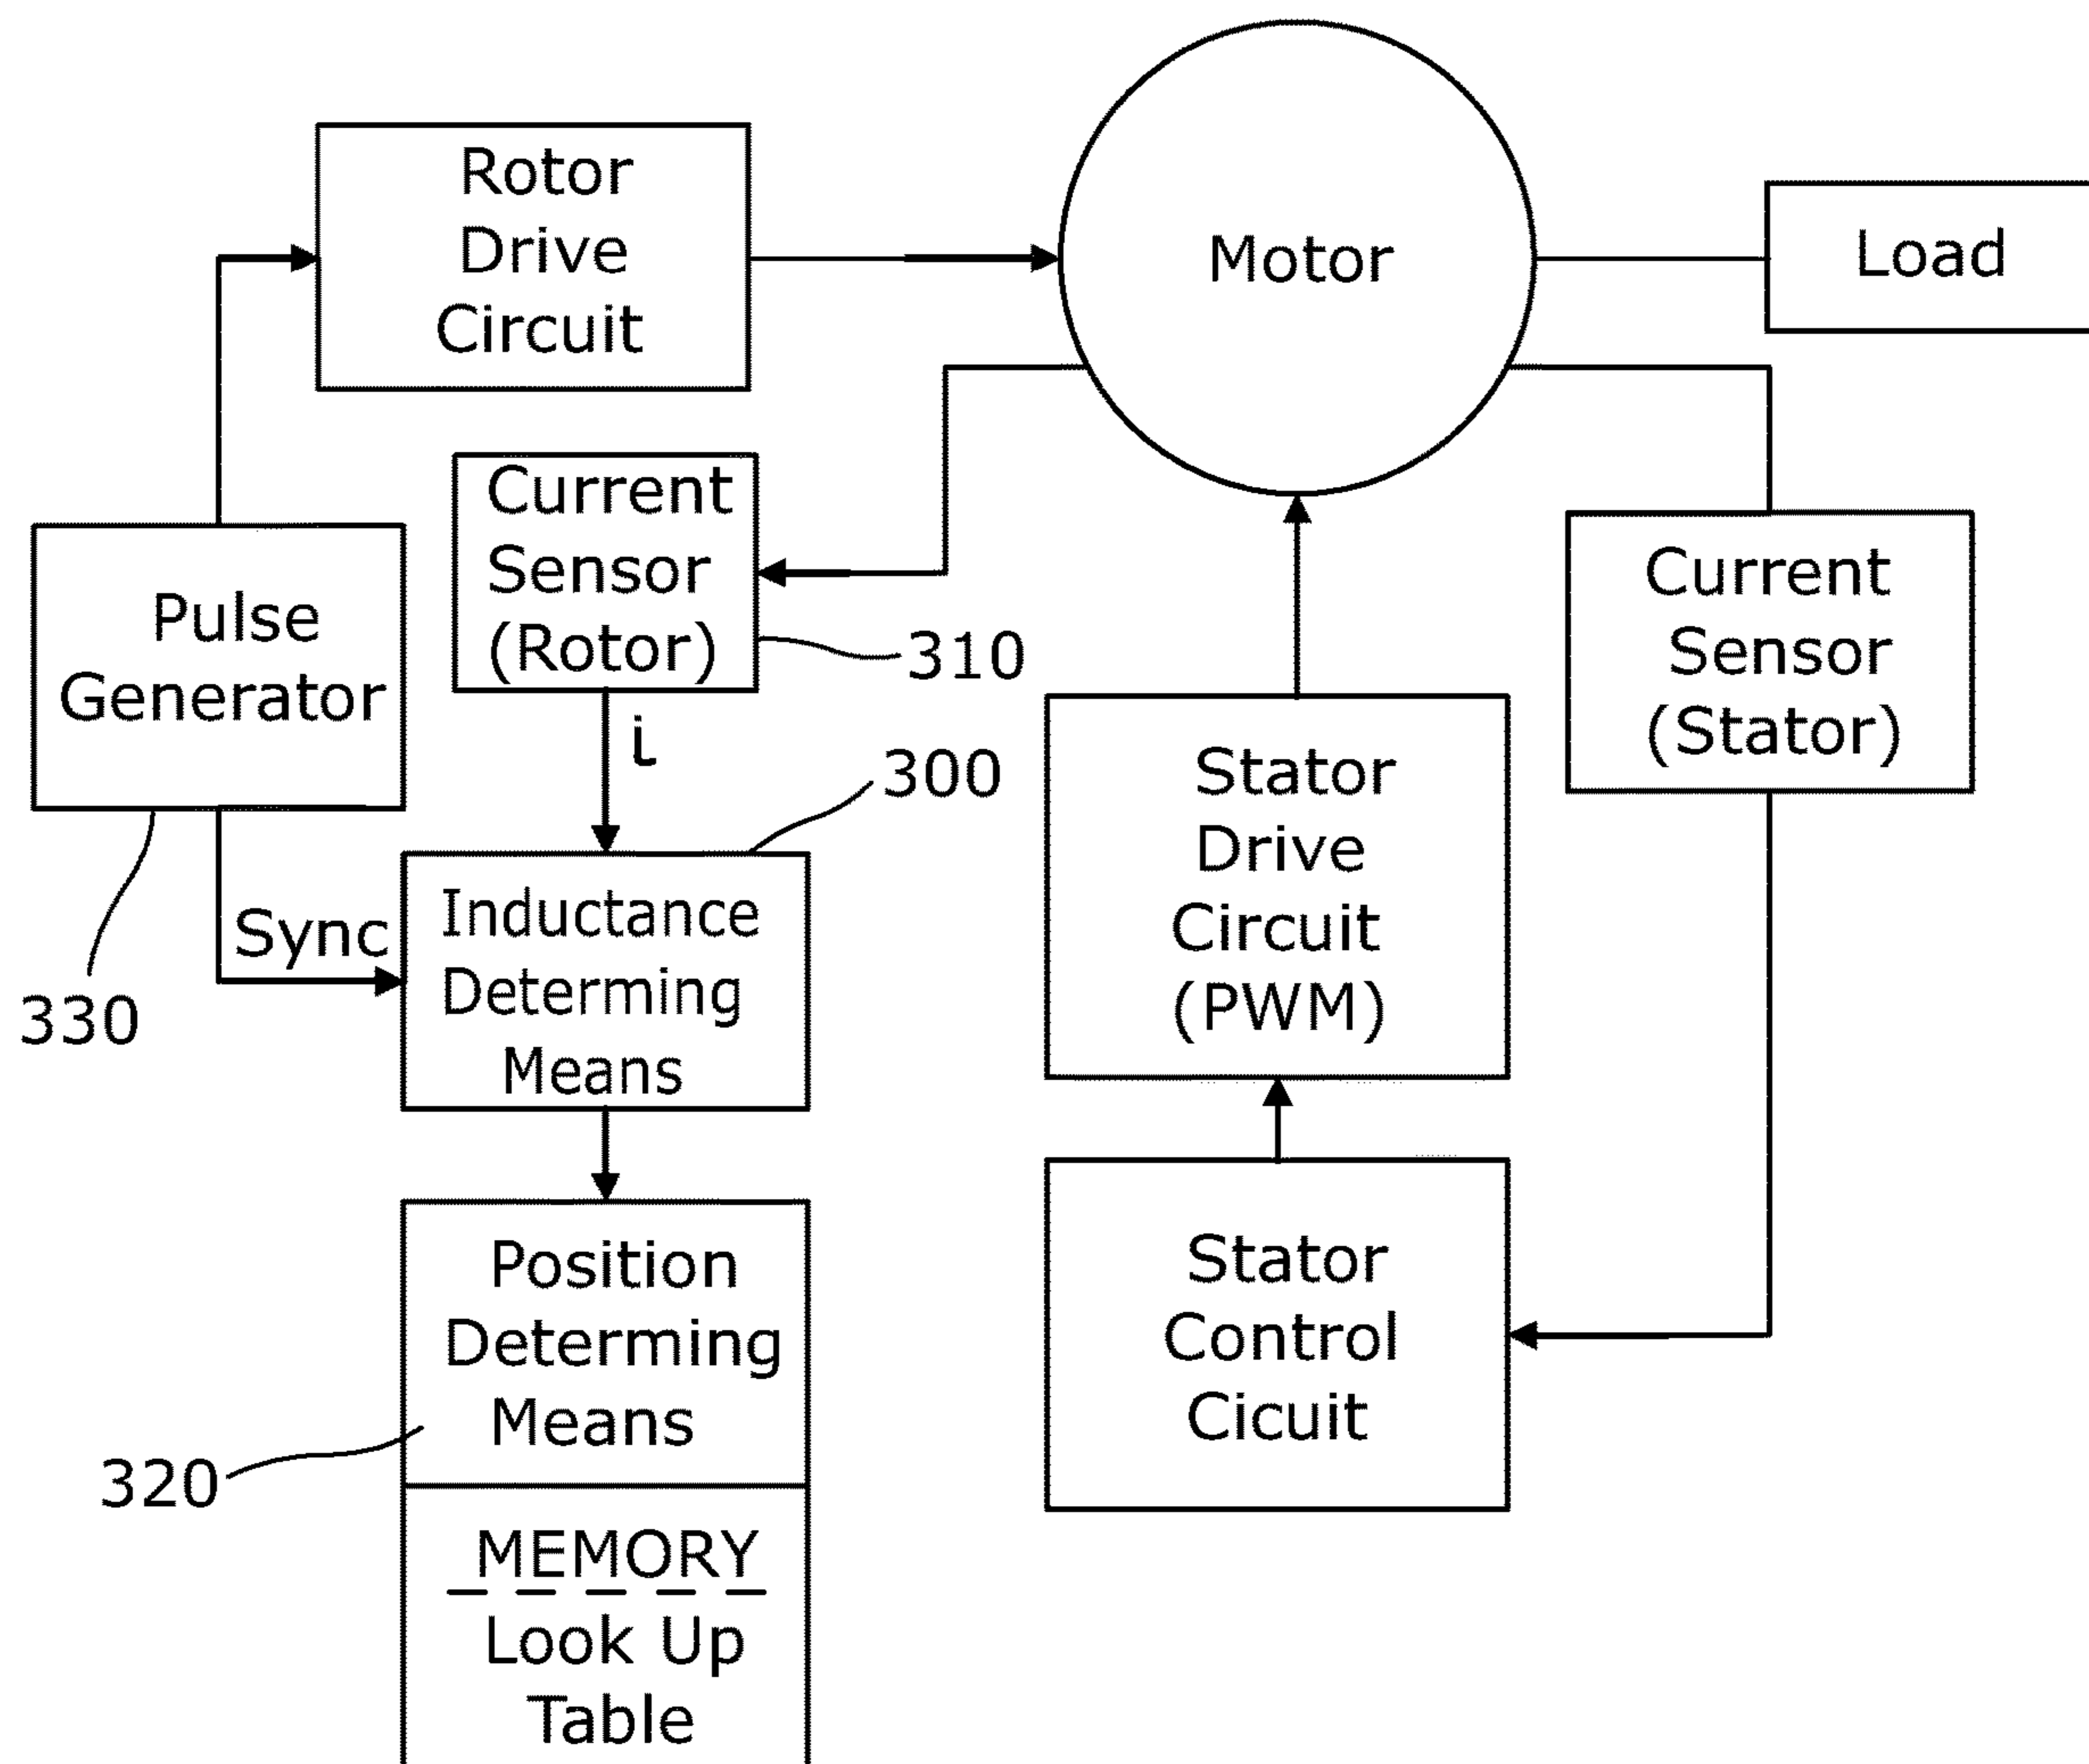 Rotor
Drive
Circuit
Motor
Load
Current
Sensor
(Rotor)
310
Pulse
Generator
330
Sync
i
300
Inductance
Determing
Means
Position
Determing
Means
320
MEMORY
Look Up
Table
Stator
Drive
Circuit
(PWM)
Stator
Control
Cicuit
Current
Sensor
(Stator)